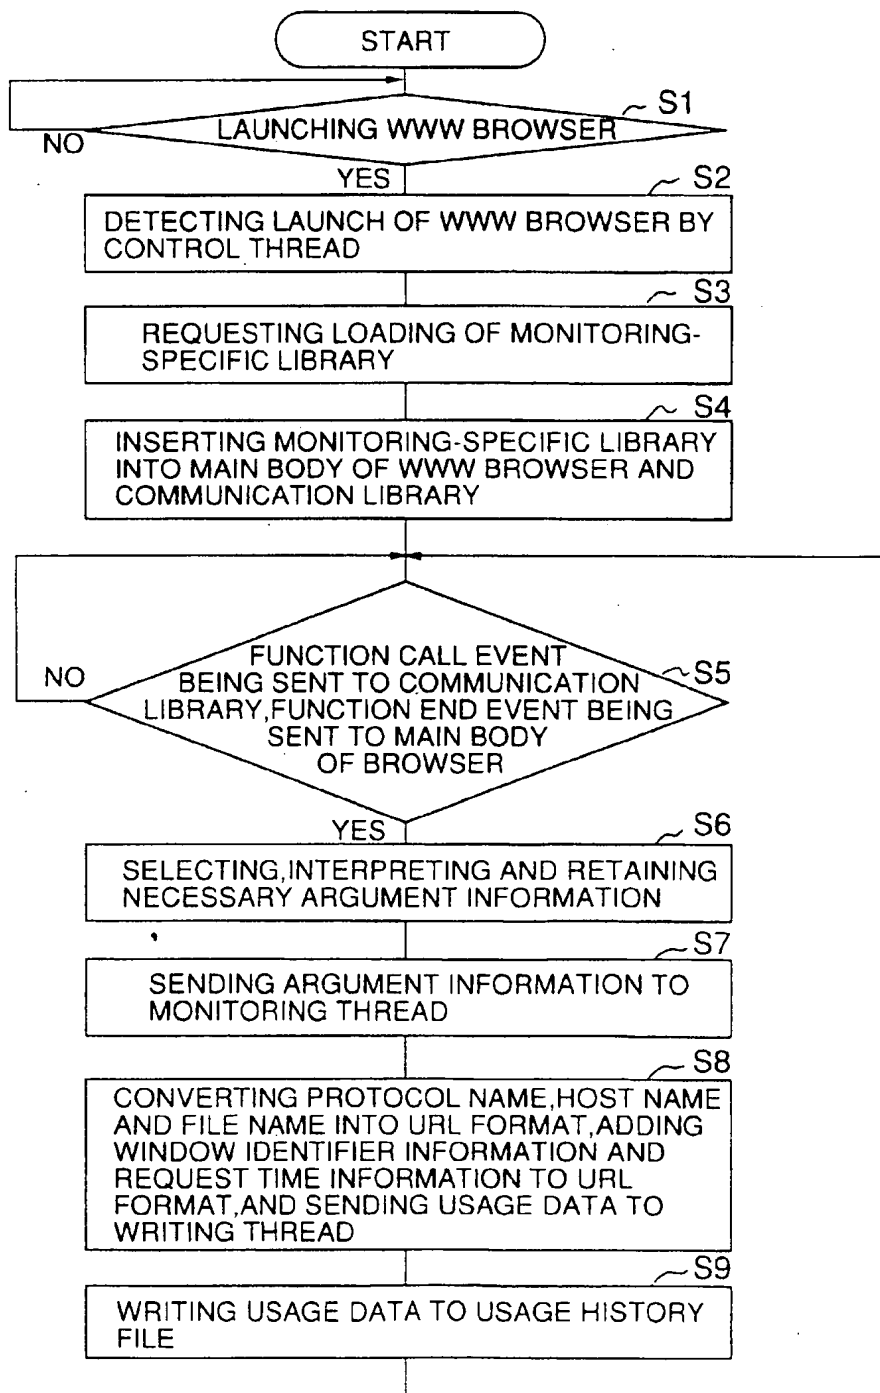 START
S1
LAUNCHING WWW BROWSER
NO
YES
S2
DETECTING LAUNCH OF WWW BROWSER BY
CONTROL THREAD
S3
REQUESTING LOADING OF MONITORING-
SPECIFIC LIBRARY
S4
INSERTING MONITORING-SPECIFIC LIBRARY
INTO MAIN BODY OF WWW BROWSER AND
COMMUNICATION LIBRARY
FUNCTION CALL EVENT
NO
S5
BEING SENT TO COMMUNICATION
LIBRARY,FUNCTION END EVENT BEING
SENT TO MAIN BODY
OF BROWSER
YES
S6
SELECTING,INTERPRETING AND RETAINING
NECESSARY ARGUMENT INFORMATION
S7
SENDING ARGUMENT INFORMATION TO
MONITORING THREAD
S8
CONVERTING PROTOCOL NAME,HOST NAME
AND FILE NAME INTO URL FORMAT,ADDING
WINDOW IDENTIFIER INFORMATION AND
REQUEST TIME INFORMATION TO URL
FORMAT,AND SENDING USAGE DATA TO
WRITING THREAD
S9
WRITING USAGE DATA TO USAGE HISTORY
FILE